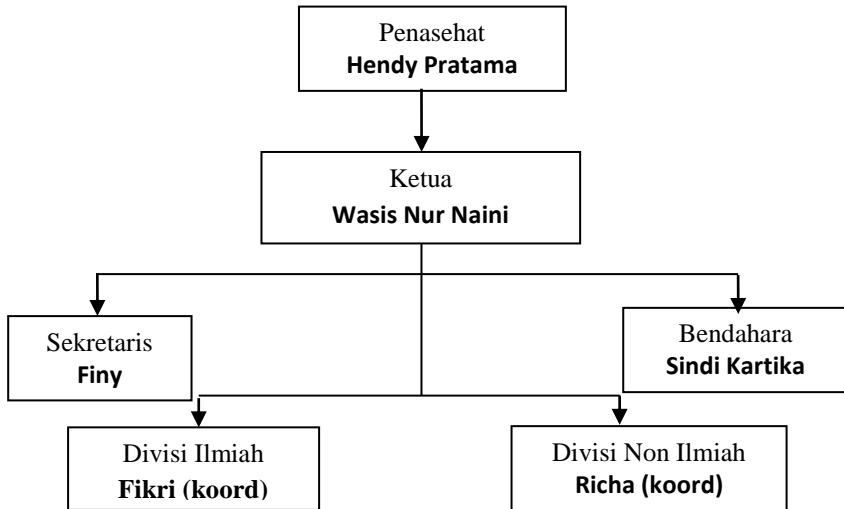 Penasehat
Hendy Pratama
Ketua
Wasis Nur Naini
Sekretaris
Finy
Bendahara
Sindi Kartika
Divisi Ilmiah
Fikri (koord)
Divisi Non Ilmiah
Richa (koord)